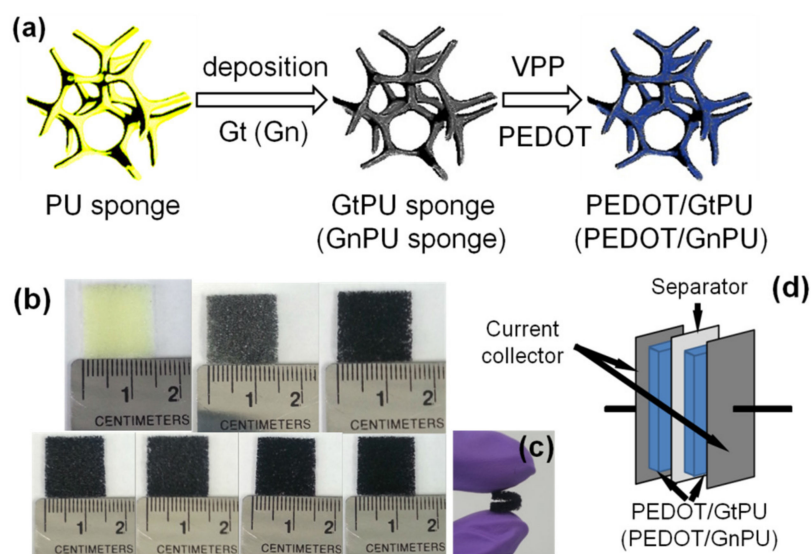 (a)
deposition
Gt (Gn)
VPP
PEDOT
PU sponge
GtPU sponge
(GnPU sponge)
PEDOT/GtPU
(PEDOT/GnPU)
(b)
1 2
CENTIMETERS
1 2
CENTIMETERS
1 2
CENTIMETERS
1 2
CENTIMETERS
1 2
CENTIMETERS
1 2
CENTIMETERS
1 2
CENTIMETERS
(c)
(d)
Separator
Current
collector
PEDOT/GtPU
(PEDOT/GnPU)